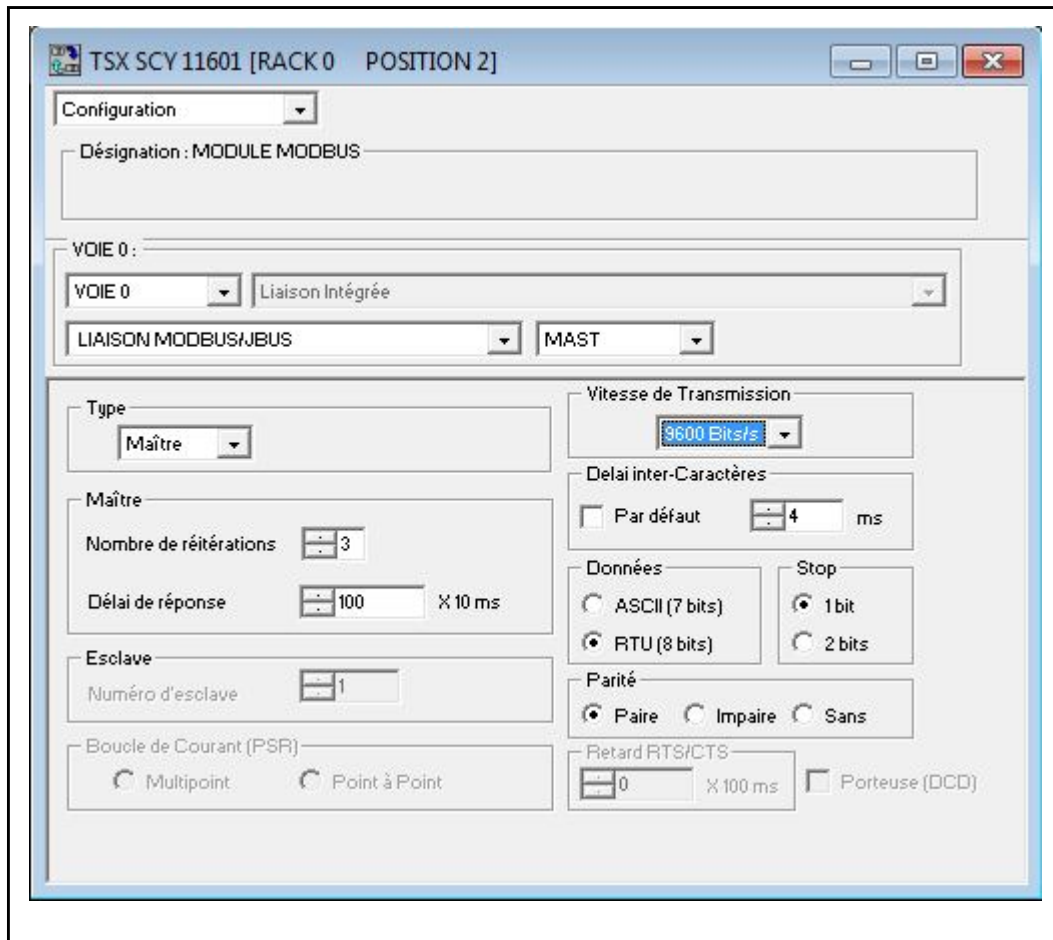 TSX SCY 11601 [RACK 0 POSITION 2]
Configuration
Désignation : MODULE MODBUS
VOIE 0 :
VOIE 0 Liaison Intégrée
LIAISON MODBUS/JBUS MAST
Type
Maître
Vitesse de Transmission
9600 Bits/s
Delai inter-Caractères
Par défaut 4 ms
Maître
Nombre de réitérations 3
Délai de réponse 100 X 10 ms
Données
ASCII (7 bits)
RTU (8 bits)
Stop
1 bit
2 bits
Esclave
Numéro d'esclave 1
Parité
Paire Impaire Sans
Boucle de Courant (PSR)
Multipoint Point à Point
Retard RTS/CTS
0 X 100 ms Porteuse (DCD)